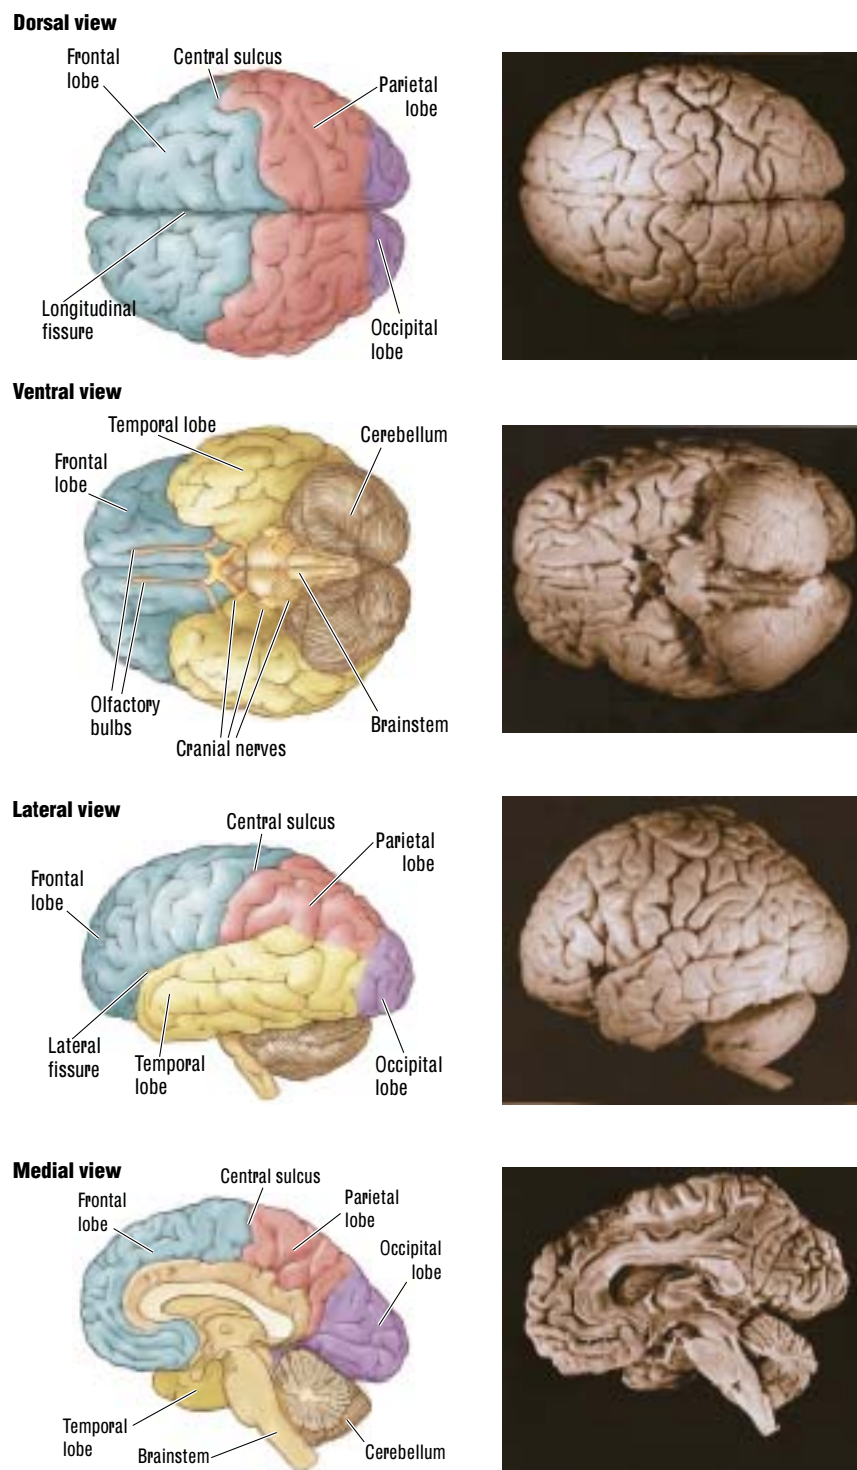 Dorsal view
Frontal
lobe
Central sulcus
Parietal
lobe
Longitudinal
fissure
Occipital
lobe
Ventral view
Temporal lobe
Cerebellum
Frontal
lobe
Olfactory
bulbs
Brainstem
Cranial nerves
Lateral view
Central sulcus
Parietal
lobe
Frontal
lobe
Lateral
fissure
Temporal
lobe
Occipital
lobe
Medial view
Central sulcus
Frontal
lobe
Parietal
lobe
Occipital
lobe
Temporal
lobe
Brainstem
Cerebellum